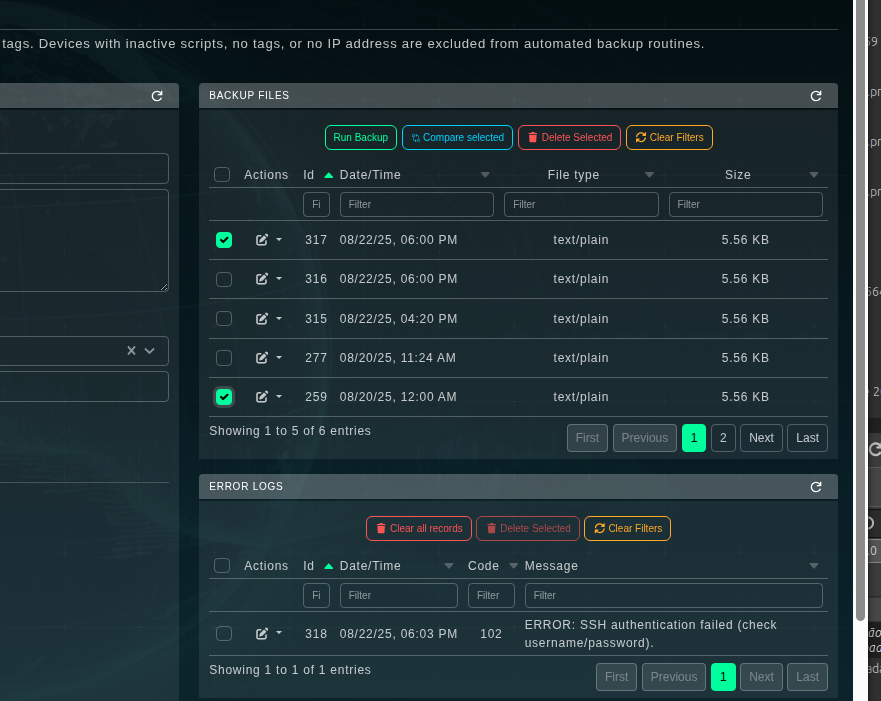 tags. Devices with inactive scripts, no tags, or no IP address are excluded from automated backup routines.
BACKUP FILES
Run Backup Compare selected Delete Selected Clear Filters
Actions Id Date/Time File type Size
Fi Filter Filter Filter
317 08/22/25, 06:00 PM text/plain 5.56 KB
316 08/22/25, 06:00 PM text/plain 5.56 KB
315 08/22/25, 04:20 PM text/plain 5.56 KB
277 08/20/25, 11:24 AM text/plain 5.56 KB
259 08/20/25, 12:00 AM text/plain 5.56 KB
Showing 1 to 5 of 6 entries
First Previous 1 2 Next Last
ERROR LOGS
Clear all records Delete Selected Clear Filters
Actions Id Date/Time Code Message
Fi Filter Filter Filter
318 08/22/25, 06:03 PM 102 ERROR: SSH authentication failed (check
username/password).
Showing 1 to 1 of 1 entries
First Previous 1 Next Last